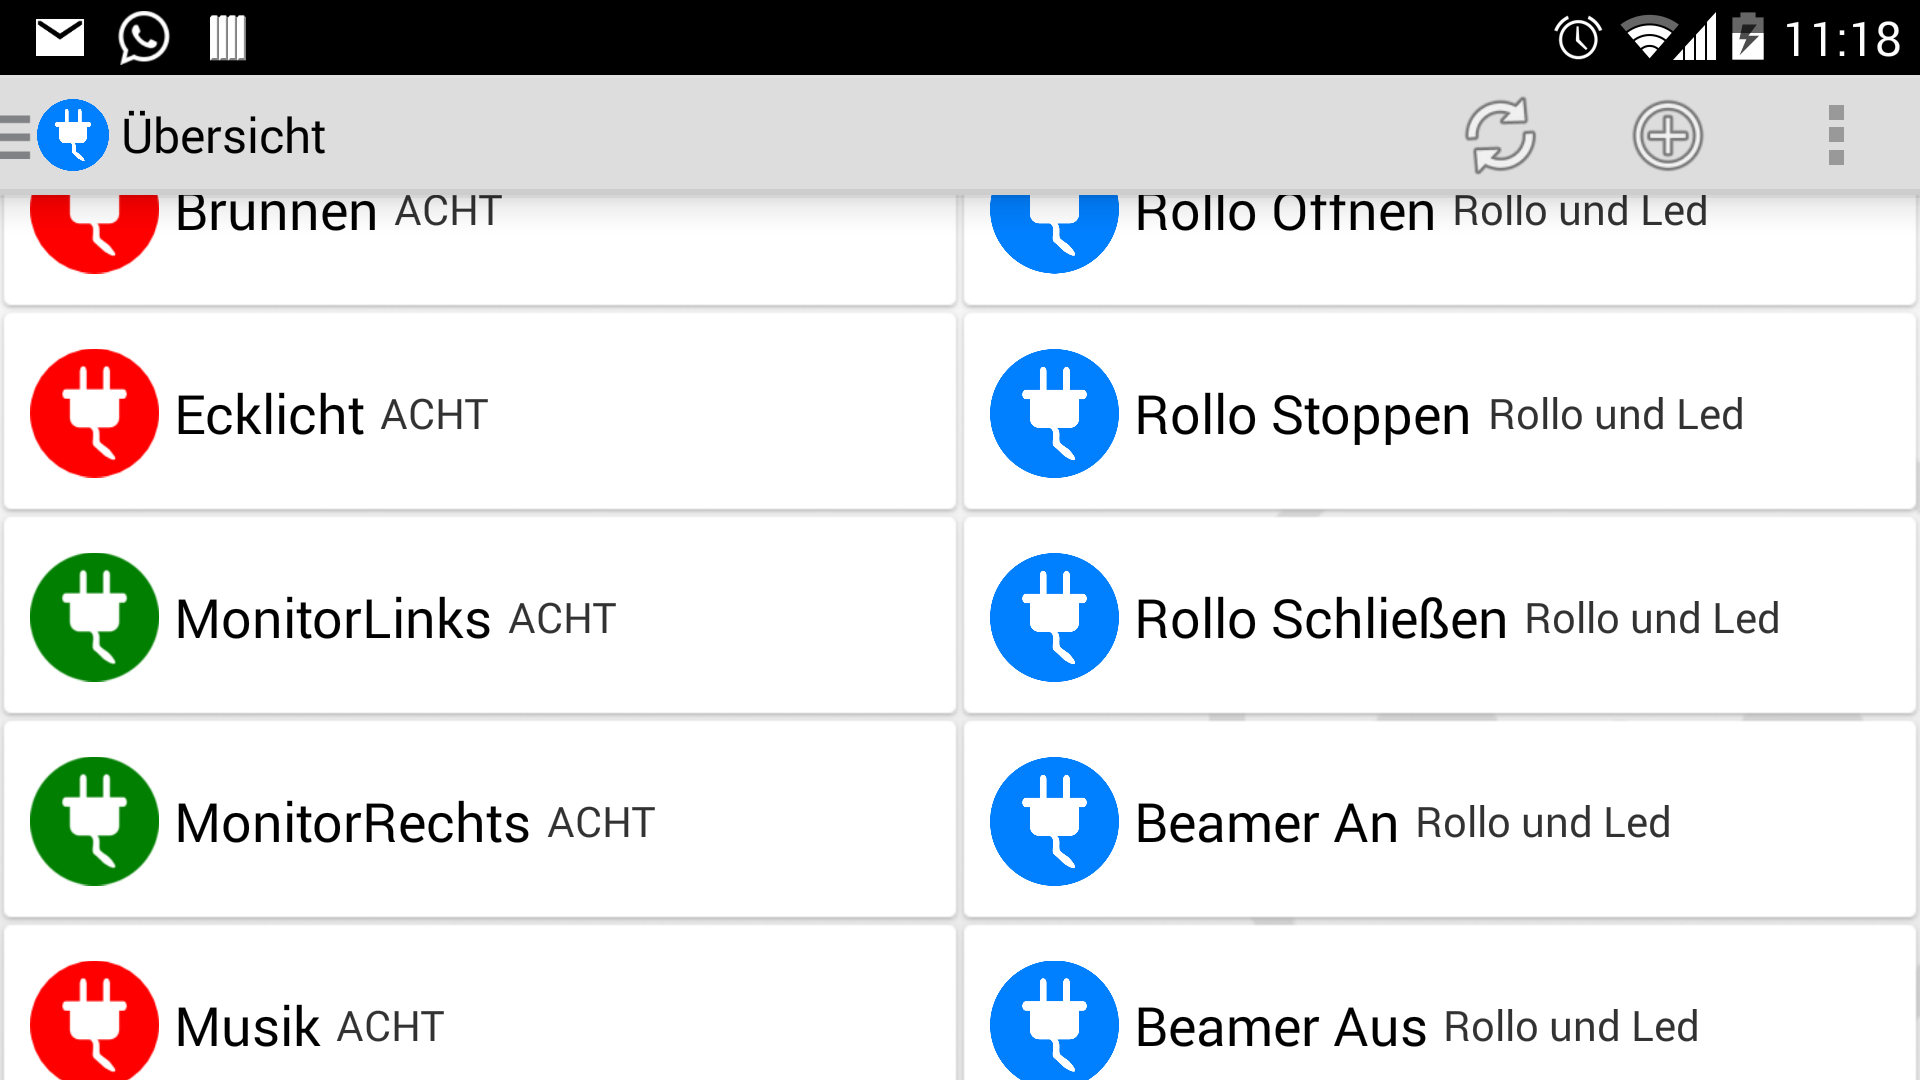 11:18
Übersicht
Brunnen ACHT
Rollo Öffnen Rollo und Led
Ecklicht ACHT
Rollo Stoppen Rollo und Led
MonitorLinks ACHT
Rollo Schließen Rollo und Led
MonitorRechts ACHT
Beamer An Rollo und Led
Musik ACHT
Beamer Aus Rollo und Led